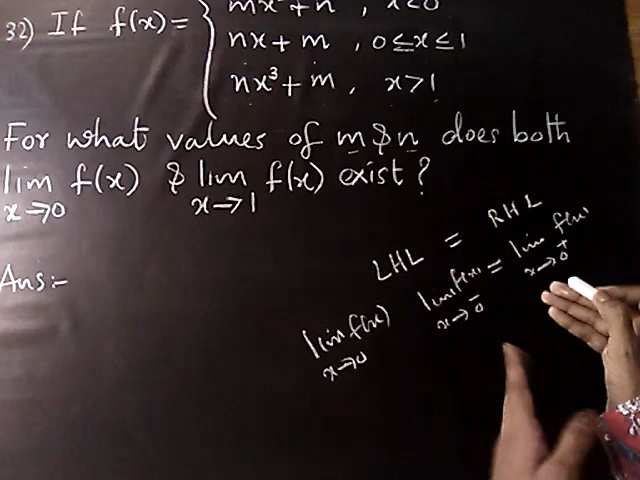 mx² + n , x<0
32) If f(x) = nx + m , 0 ≤ x ≤ 1
nx³ + m , x > 1
For what values of m & n does both
lim x→0 f(x) & lim x→1 f(x) exist ?
LHL = RHL
Ans:-
lim x→0 f(x) lim x→0⁻ f(x) = lim x→0⁺ f(x)